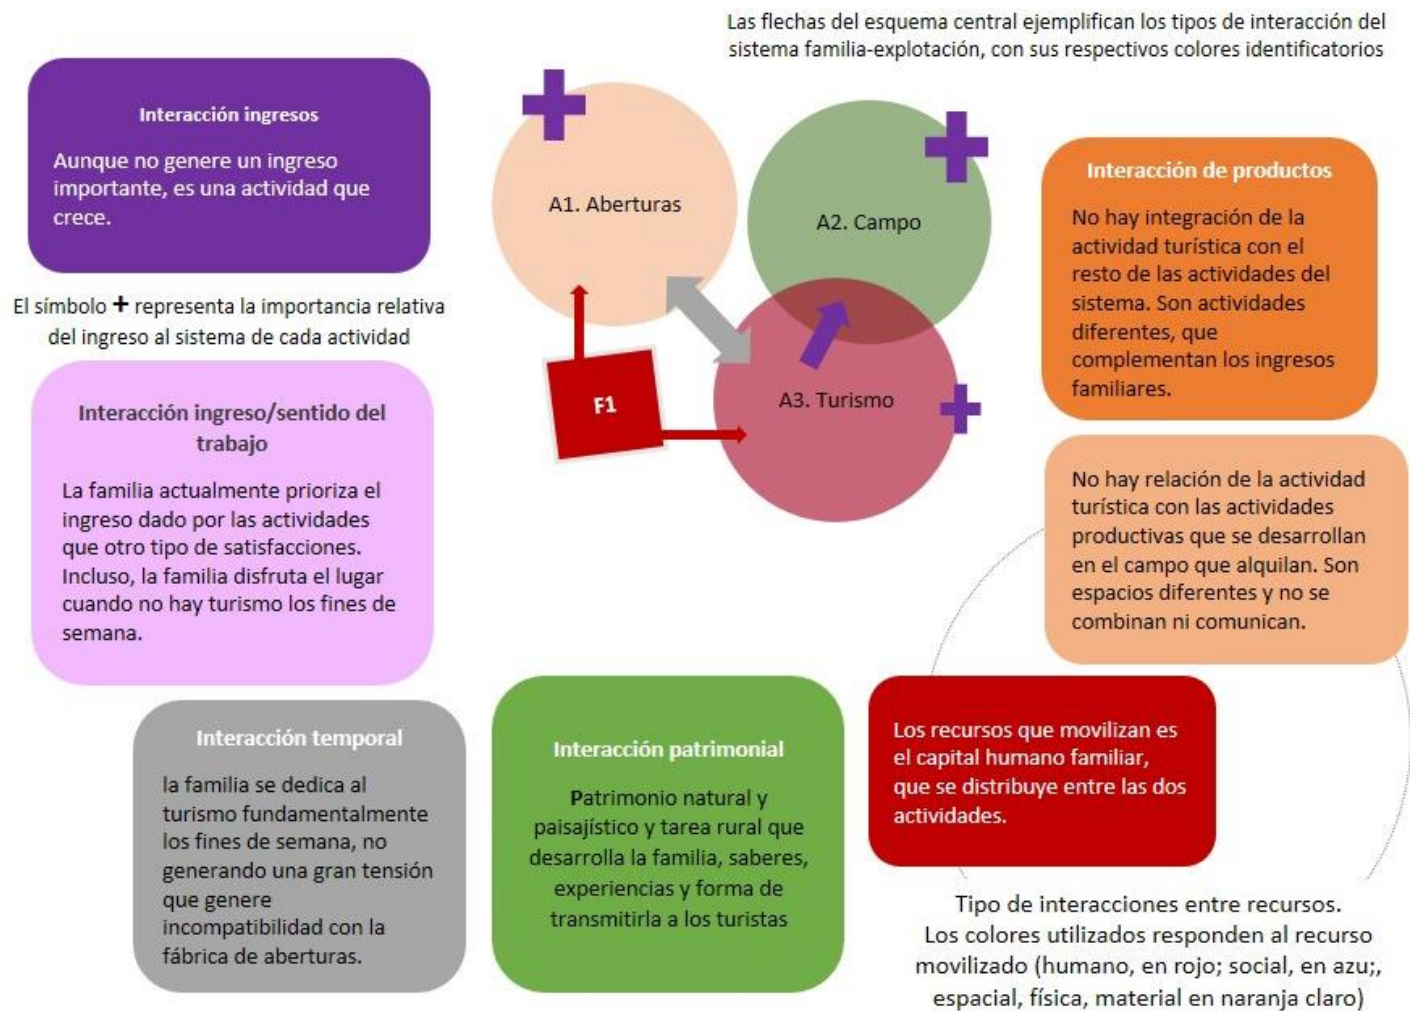 Las flechas del esquema central ejemplifican los tipos de interacción del
sistema familia-explotación, con sus respectivos colores identificatorios
Interacción ingresos
Aunque no genere un ingreso
importante, es una actividad que
crece.
El símbolo + representa la importancia relativa
del ingreso al sistema de cada actividad
A1. Aberturas
A2. Campo
A3. Turismo
F1
Interacción de productos
No hay integración de la
actividad turística con el
resto de las actividades del
sistema. Son actividades
diferentes, que
complementan los ingresos
familiares.
Interacción ingreso/sentido del
trabajo
La familia actualmente prioriza el
ingreso dado por las actividades
que otro tipo de satisfacciones.
Incluso, la familia disfruta el lugar
cuando no hay turismo los fines de
semana.
No hay relación de la actividad
turística con las actividades
productivas que se desarrollan
en el campo que alquilan. Son
espacios diferentes y no se
combinan ni comunican.
Interacción temporal
la familia se dedica al
turismo fundamentalmente
los fines de semana, no
generando una gran tensión
que genere
incompatibilidad con la
fábrica de aberturas.
Interacción patrimonial
Patrimonio natural y
paisajístico y tarea rural que
desarrolla la familia, saberes,
experiencias y forma de
transmitirla a los turistas
Los recursos que movilizan es
el capital humano familiar,
que se distribuye entre las dos
actividades.
Tipo de interacciones entre recursos.
Los colores utilizados responden al recurso
movilizado (humano, en rojo; social, en azu;,
espacial, física, material en naranja claro)